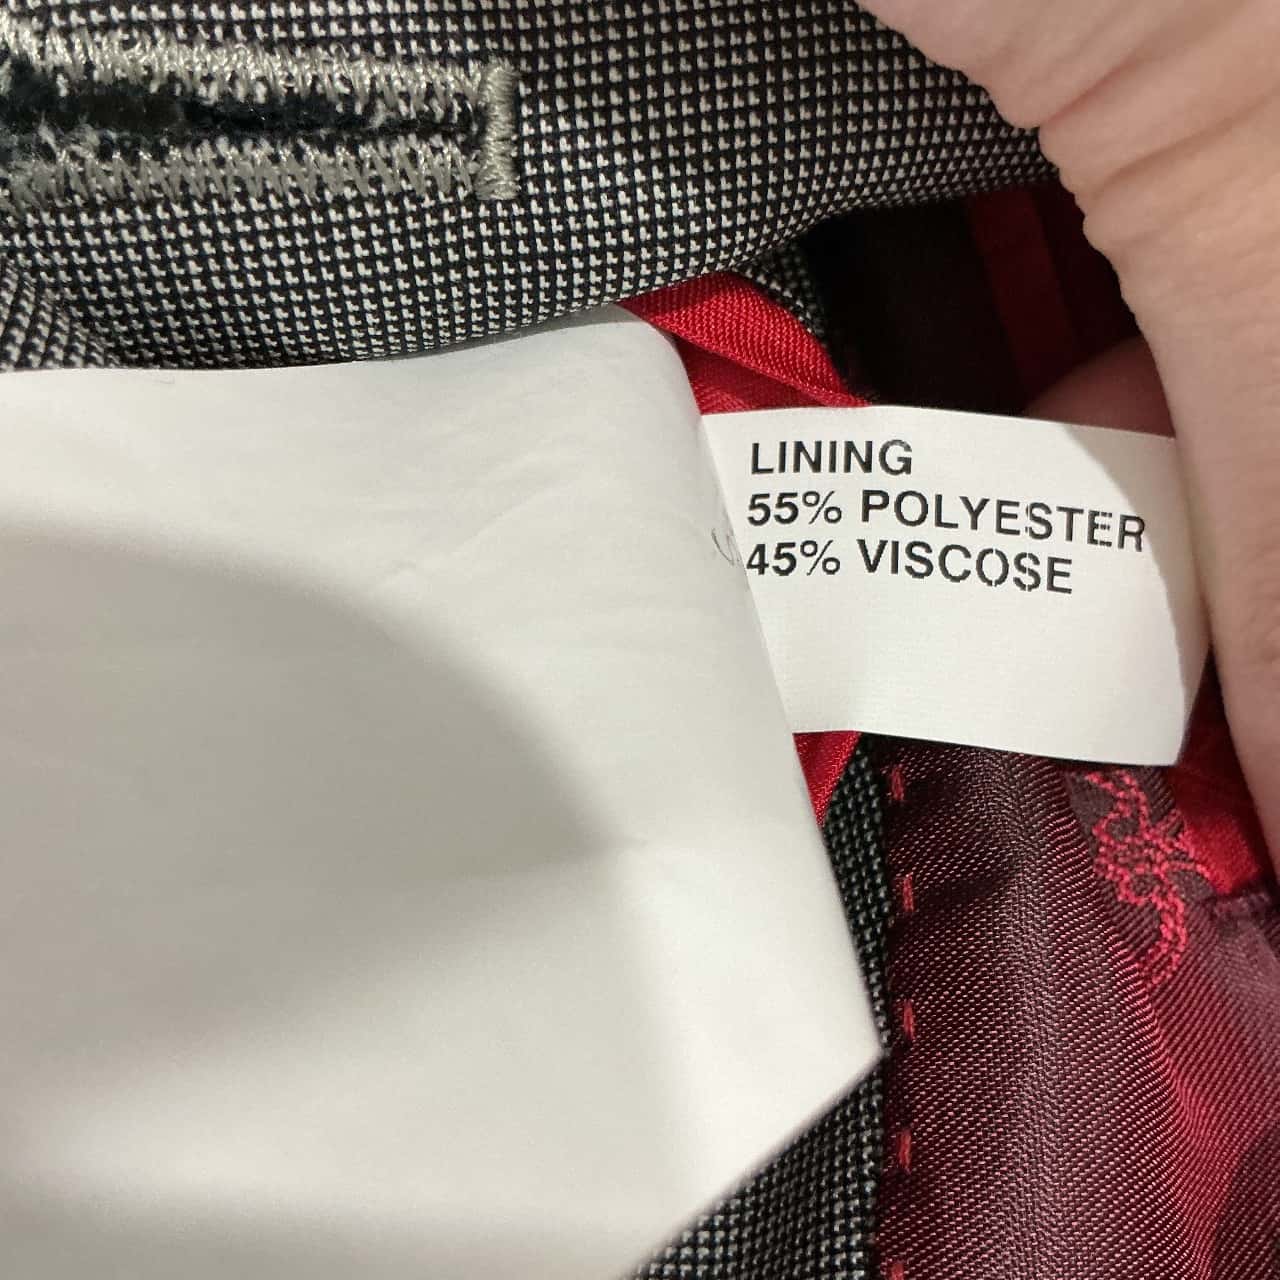 LINING
55% POLYESTER
45% VISCOSE